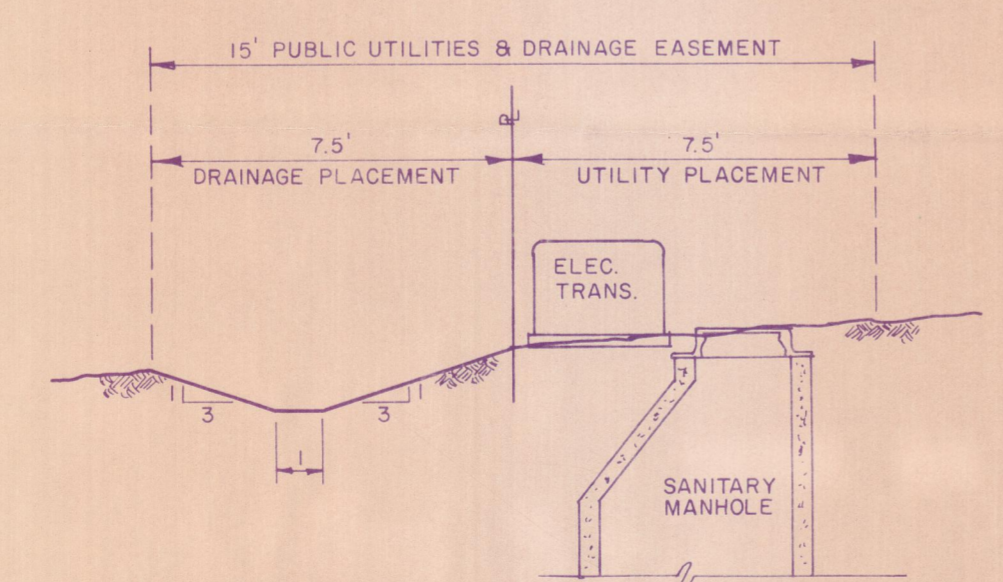 15' PUBLIC UTILITIES & DRAINAGE EASEMENT
PL
7.5'
7.5'
DRAINAGE PLACEMENT
UTILITY PLACEMENT
ELEC.
TRANS.
1
3
3
1
1
SANITARY
MANHOLE